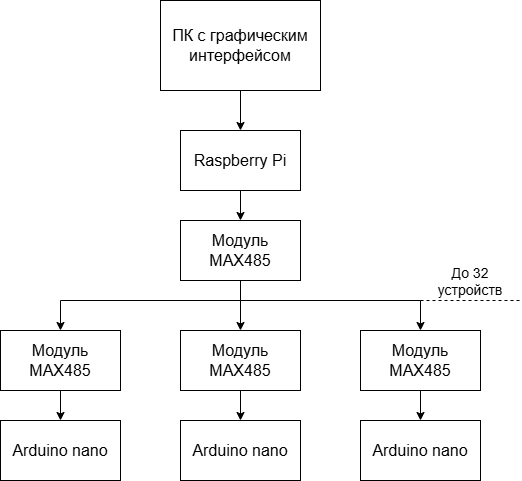 ПК с графическим
интерфейсом
Raspberry Pi
Модуль
MAX485
До 32
устройств
Модуль
MAX485
Модуль
MAX485
Модуль
MAX485
Arduino nano
Arduino nano
Arduino nano